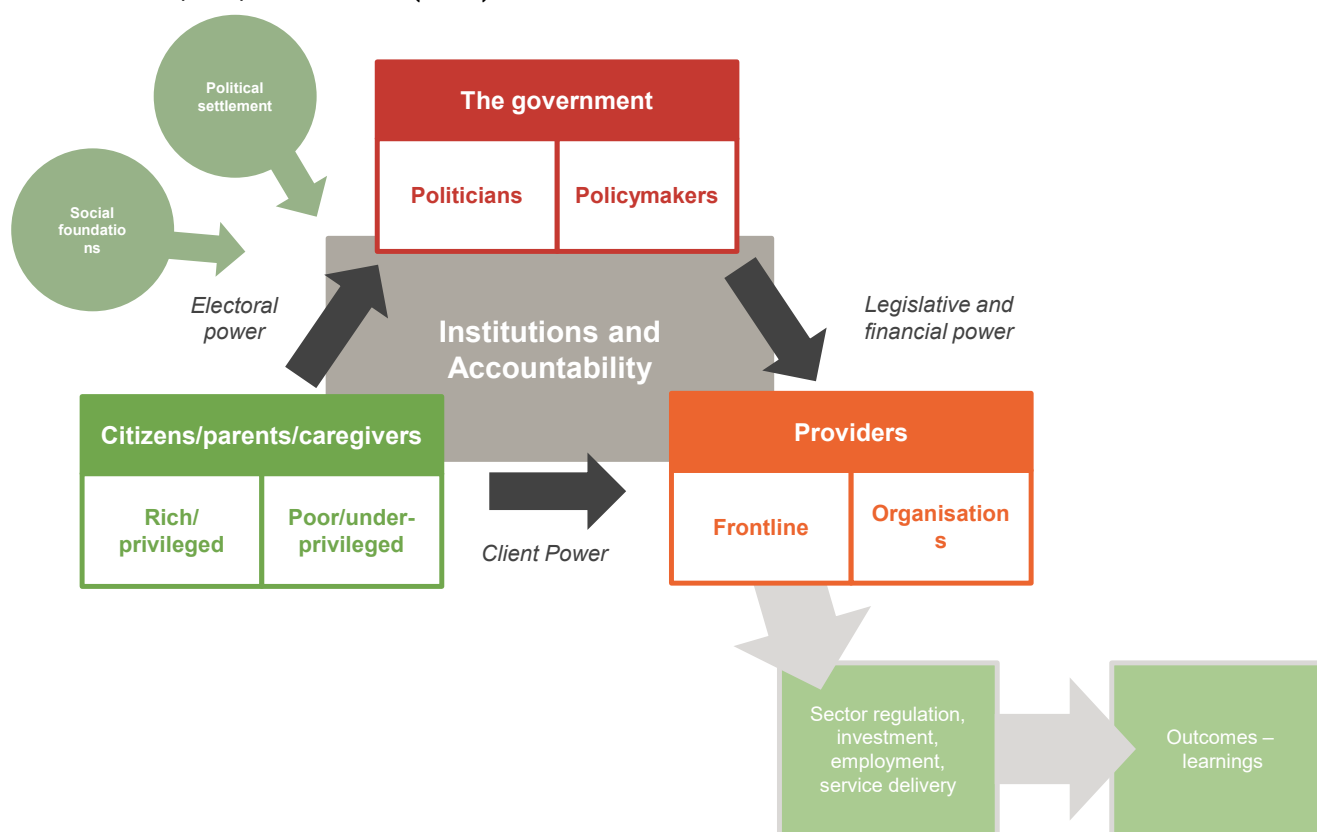 Political
settlement
The government
Politicians
Policymakers
Social
foundatio
ns
Electoral
power
Legislative and
financial power
Institutions and
Accountability
Citizens/parents/caregivers
Rich/
privileged
Poor/under-
privileged
Client Power
Providers
Frontline
Organisation
s
Sector regulation,
investment,
employment,
service delivery
Outcomes –
learnings